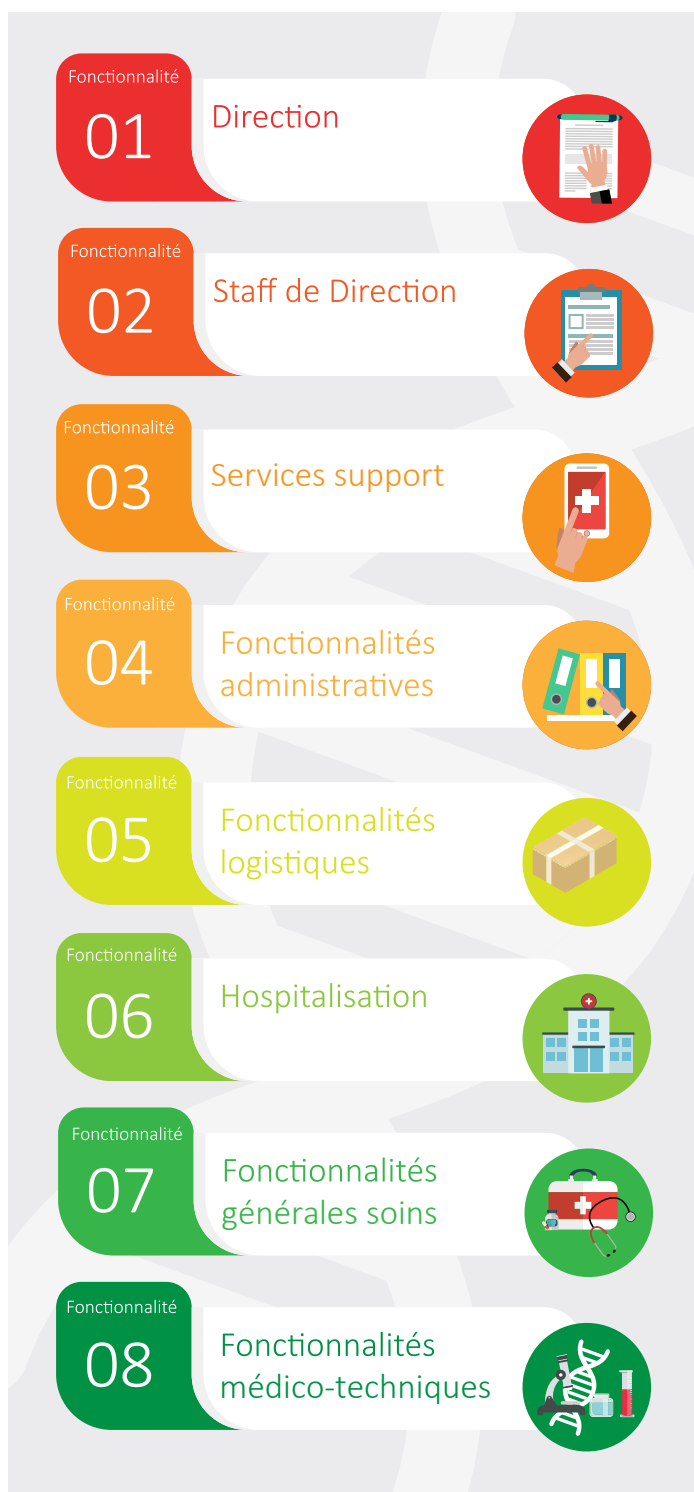 Fonctionnalité
01
Direction
Fonctionnalité
02
Staff de Direction
Fonctionnalité
03
Services support
Fonctionnalité
04
Fonctionnalités
administratives
Fonctionnalité
05
Fonctionnalités
logistiques
Fonctionnalité
06
Hospitalisation
Fonctionnalité
07
Fonctionnalités
générales soins
Fonctionnalité
08
Fonctionnalités
médico-techniques